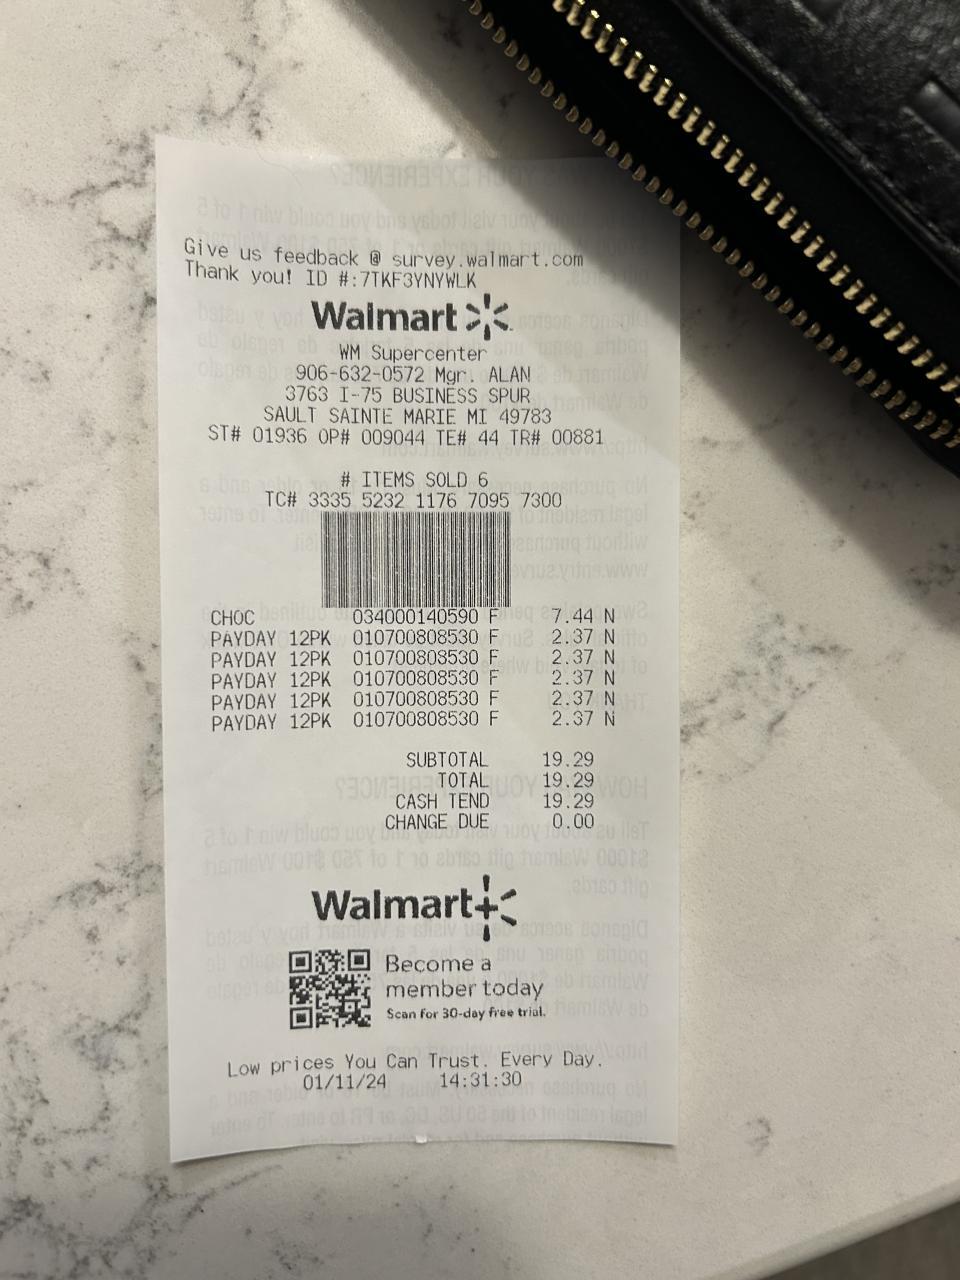 Give us feedback @ survey.walmart.com
Thank you! ID #:7TKF3YNYWLK
Walmart
WM Supercenter
906-632-0572 Mgr. ALAN
3763 I-75 BUSINESS SPUR
SAULT SAINTE MARIE MI 49783
ST# 01936 OP# 009044 TE# 44 TR# 00881
# ITEMS SOLD 6
TC# 3335 5232 1176 7095 7300
CHOC 034000140590 F 7.44 N
PAYDAY 12PK 010700808530 F 2.37 N
PAYDAY 12PK 010700808530 F 2.37 N
PAYDAY 12PK 010700808530 F 2.37 N
PAYDAY 12PK 010700808530 F 2.37 N
PAYDAY 12PK 010700808530 F 2.37 N
SUBTOTAL 19.29
TOTAL 19.29
CASH TEND 19.29
CHANGE DUE 0.00
Walmart+
Become a
member today
Scan for 30-day free trial.
Low prices You Can Trust. Every Day.
01/11/24 14:31:30